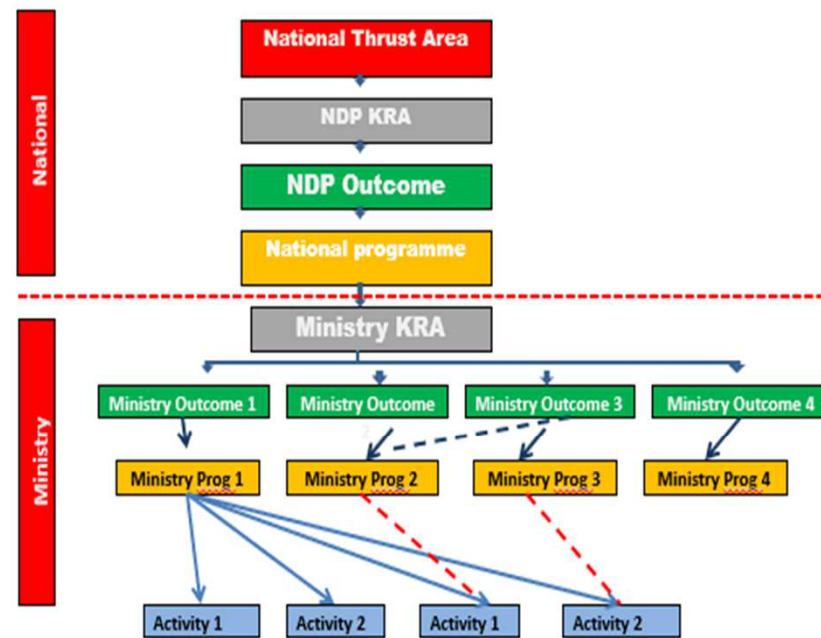 National
National Thrust Area
NDP KRA
NDP Outcome
National programme
Ministry
Ministry KRA
Ministry Outcome 1
Ministry Outcome
2
Ministry Outcome 3
Ministry Outcome 4
Ministry Prog 1
Ministry Prog 2
Ministry Prog 3
Ministry Prog 4
Activity 1
Activity 2
Activity 1
Activity 2